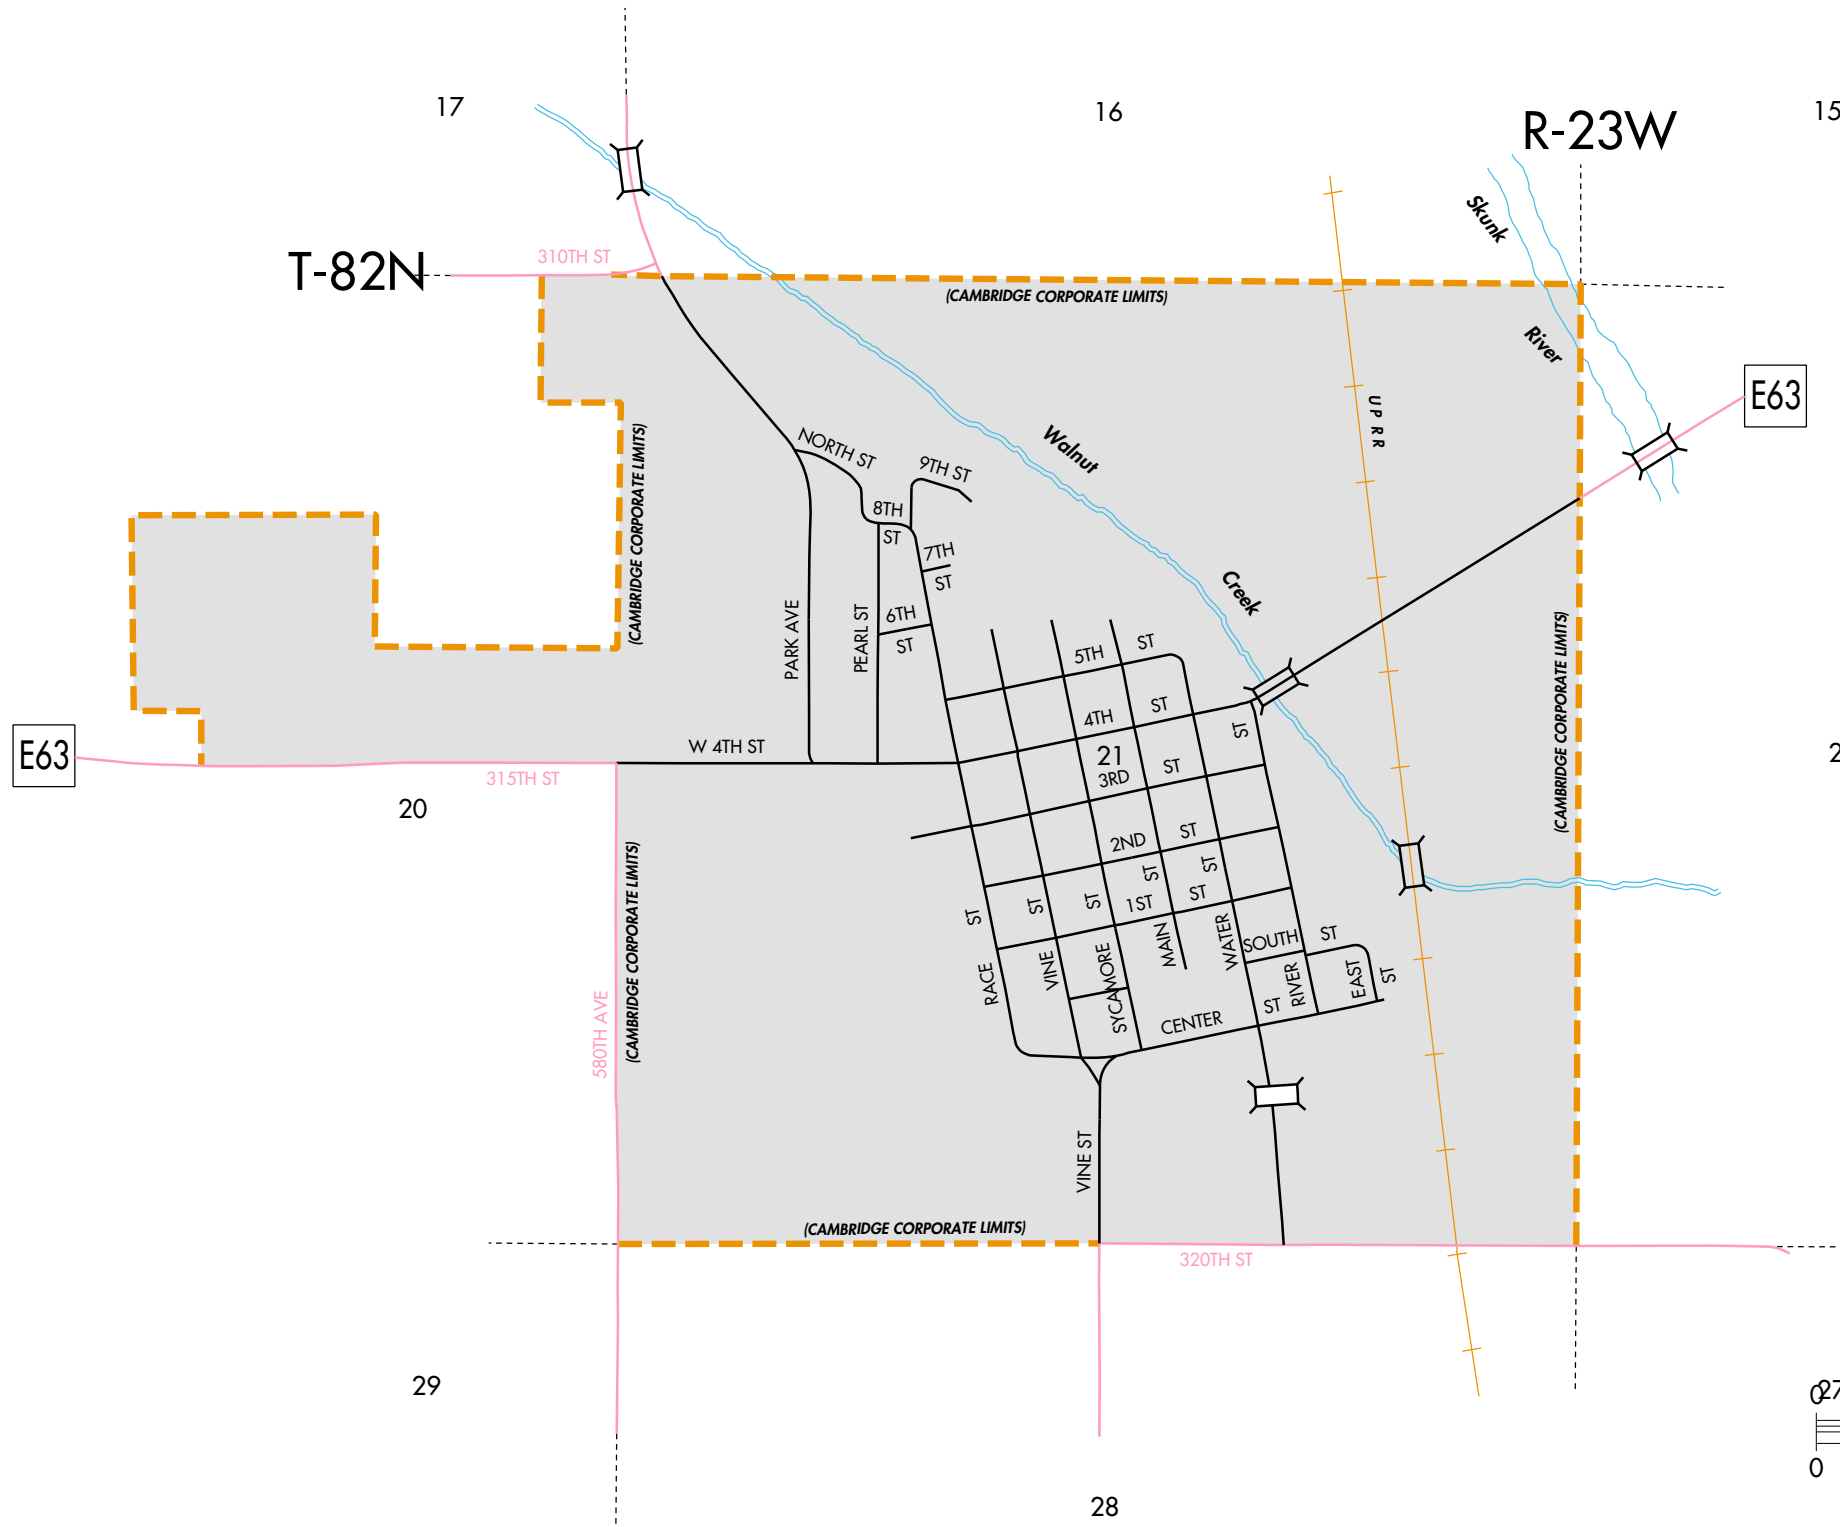 17
16
15
R-23W
Skunk
River
T-82N
310TH ST
(CAMBRIDGE CORPORATE LIMITS)
E63
UP RR
(CAMBRIDGE CORPORATE LIMITS)
NORTH ST
9TH ST
Walnut
Creek
8TH
ST
7TH
ST
6TH
ST
PARK AVE
PEARL ST
5TH ST
4TH ST
ST
(CAMBRIDGE CORPORATE LIMITS)
W 4TH ST
E63
315TH ST
21
3RD ST
20
2
2ND ST
ST
ST
1ST ST
ST
ST
ST
(CAMBRIDGE CORPORATE LIMITS)
RACE
VINE
SYCAMORE
MAIN
WATER
SOUTH ST
RIVER
EAST
ST
580TH AVE
CENTER ST
VINE ST
(CAMBRIDGE CORPORATE LIMITS)
320TH ST
29
27
0
0
28